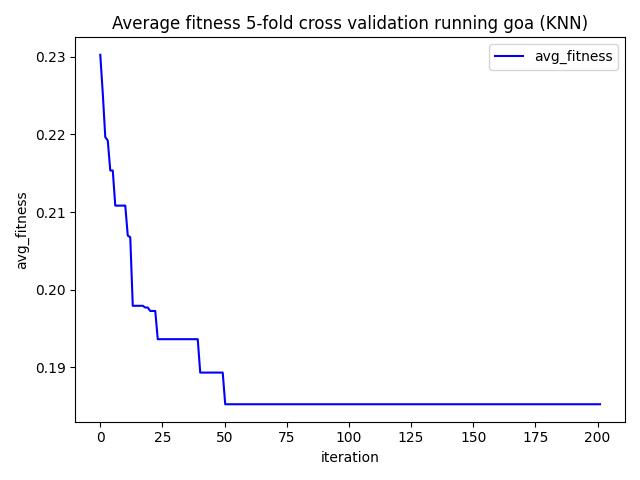 Average fitness 5-fold cross validation running goa (KNN)
avg_fitness
0.23
0.22
0.21
0.20
0.19
avg_fitness
0 25 50 75 100 125 150 175 200
iteration